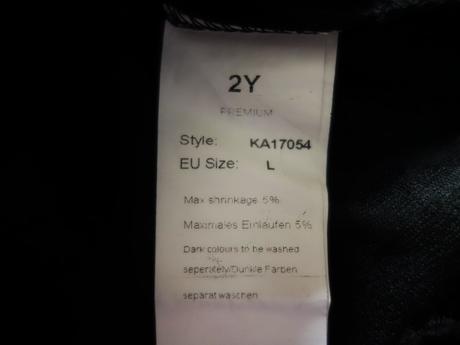 2Y
PREMIUM
Style: KA17054
EU Size: L
Max shrinkage 5%
Maximales Einlaufen 5%
Dark colours to be washed
seperately/Dunkle Farben
separat waschen